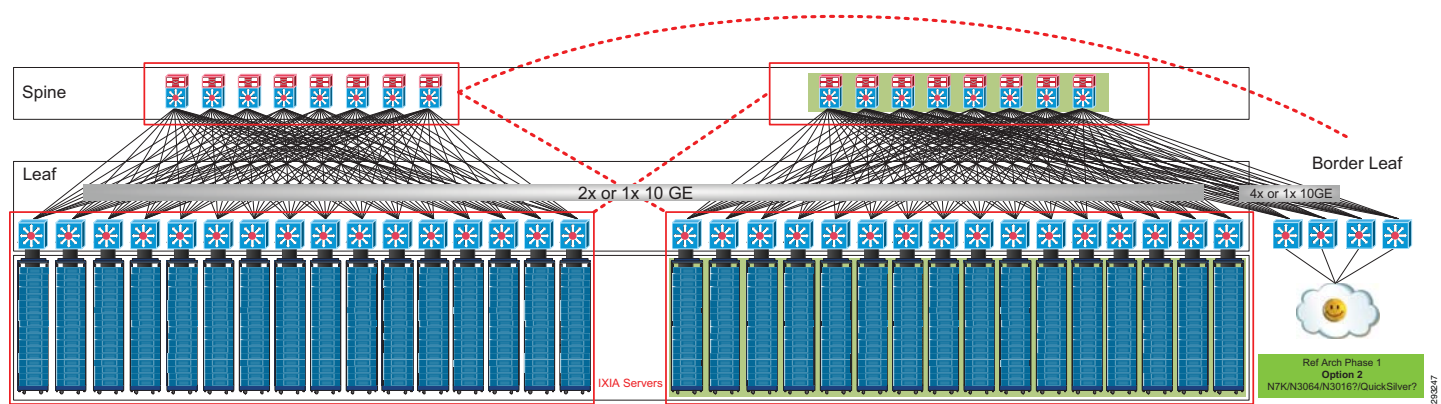 Spine
Leaf
Border Leaf
2x or 1x 10 GE
4x or 1x 10GE
IXIA Servers
Ref Arch Phase 1
Option 2
N7K/N3064/N3016?/QuickSilver?
293247